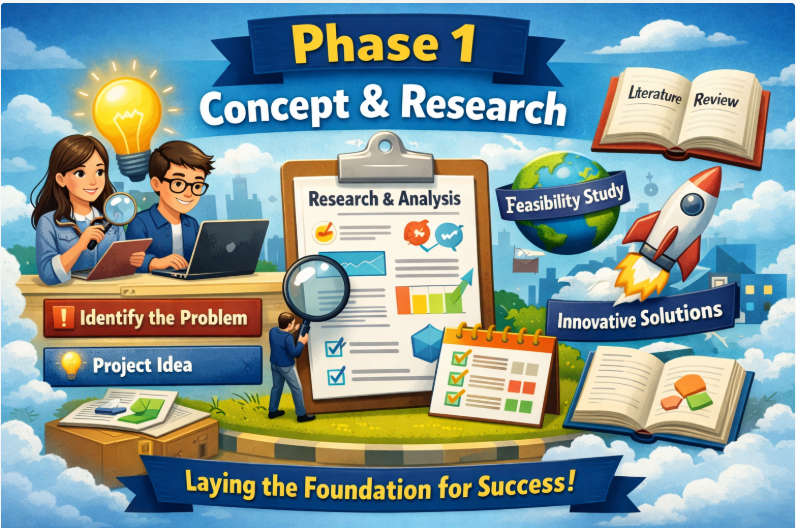 Phase 1
Concept & Research
Literature Review
Research & Analysis
Feasibility Study
! Identify the Problem
Project Idea
Innovative Solutions
Laying the Foundation for Success!